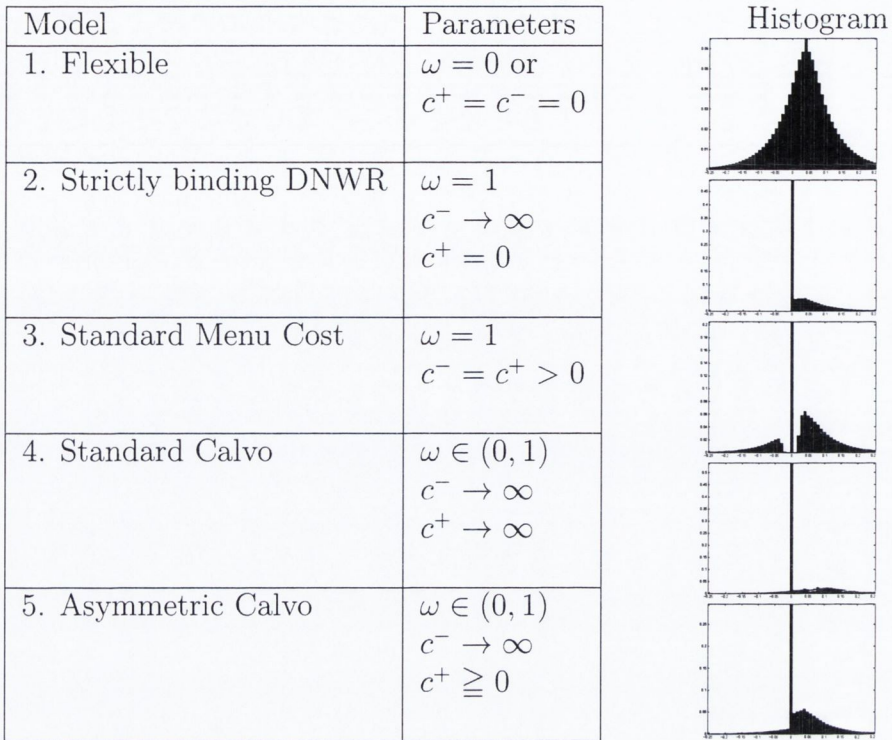 Model Parameters Histogram
1. Flexible ω = 0 or
c⁺ = c⁻ = 0
2. Strictly binding DNWR ω = 1
c⁻ → ∞
c⁺ = 0
3. Standard Menu Cost ω = 1
c⁻ = c⁺ > 0
4. Standard Calvo ω ∈ (0, 1)
c⁻ → ∞
c⁺ → ∞
5. Asymmetric Calvo ω ∈ (0, 1)
c⁻ → ∞
c⁺ ≧ 0